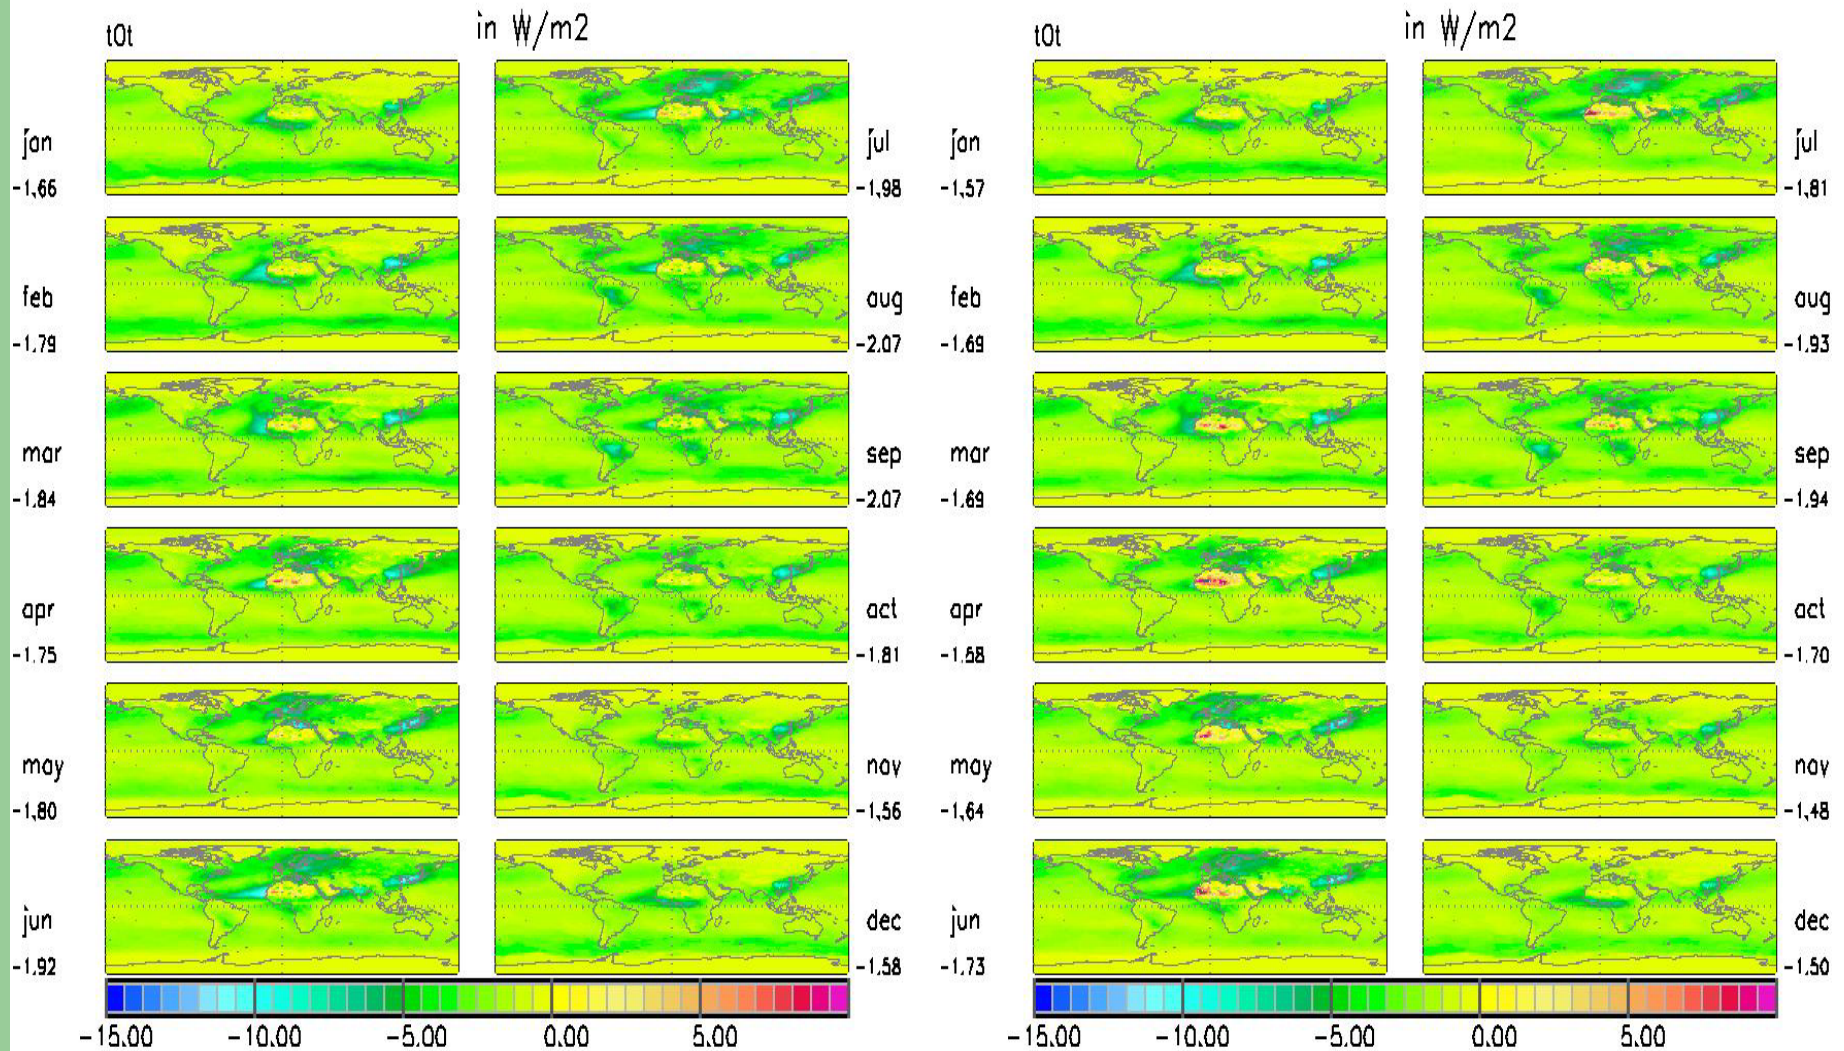 t0t in W/m2 t0t in W/m2
jan jul jan jul
-1.66 -1.98 -1.57 -1.81
feb aug feb aug
-1.79 -2.07 -1.69 -1.93
mar sep mar sep
-1.84 -2.07 -1.69 -1.94
apr oct apr oct
-1.75 -1.81 -1.58 -1.70
may nov may nov
-1.80 -1.56 -1.64 -1.48
jun dec jun dec
-1.92 -1.58 -1.73 -1.50
-15.00 -10.00 -5.00 0.00 5.00 -15.00 -10.00 -5.00 0.00 5.00